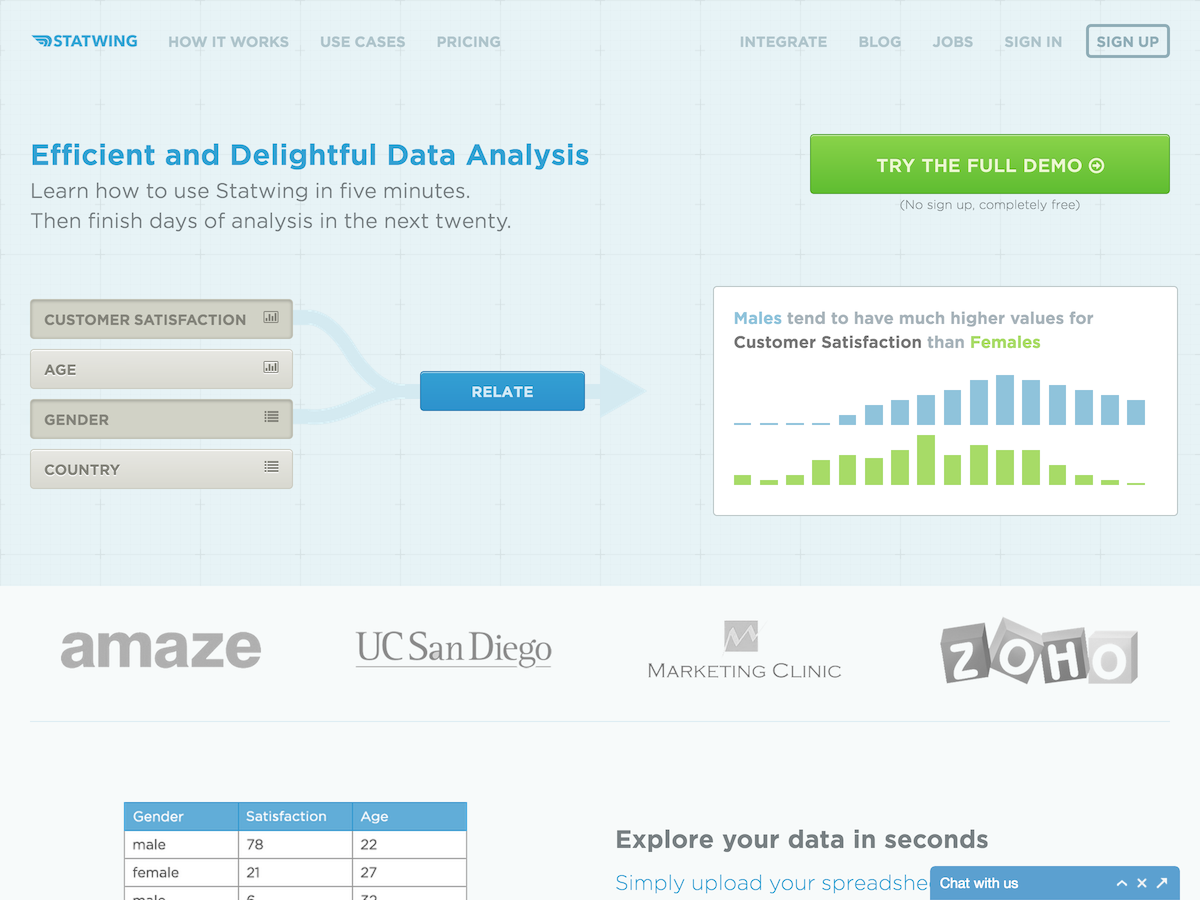 STATWING
HOW IT WORKS
USE CASES
PRICING
INTEGRATE
BLOG
JOBS
SIGN IN
SIGN UP
Efficient and Delightful Data Analysis
Learn how to use Statwing in five minutes.
Then finish days of analysis in the next twenty.
TRY THE FULL DEMO
(No sign up, completely free)
CUSTOMER SATISFACTION
AGE
GENDER
COUNTRY
RELATE
Males tend to have much higher values for
Customer Satisfaction than Females
amaze
UC San Diego
MARKETING CLINIC
ZOHO
Gender Satisfaction Age
male 78 22
female 21 27
male 6 32
Explore your data in seconds
Simply upload your spreadshe
Chat with us